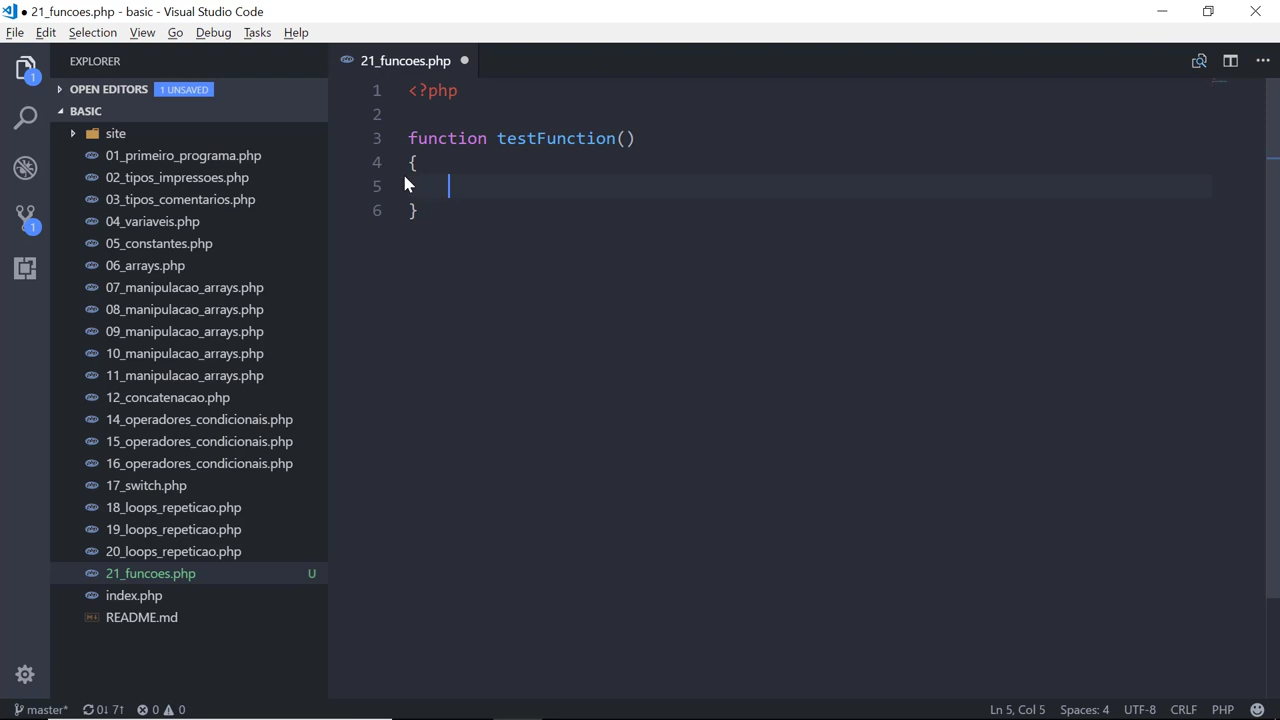 ● 21_funcoes.php - basic - Visual Studio Code
File Edit Selection View Go Debug Tasks Help
EXPLORER
21_funcoes.php
1
OPEN EDITORS 1 UNSAVED
BASIC
site
01_primeiro_programa.php
02_tipos_impressoes.php
03_tipos_comentarios.php
04_variaveis.php
1
05_constantes.php
06_arrays.php
07_manipulacao_arrays.php
08_manipulacao_arrays.php
09_manipulacao_arrays.php
10_manipulacao_arrays.php
11_manipulacao_arrays.php
12_concatenacao.php
14_operadores_condicionais.php
15_operadores_condicionais.php
16_operadores_condicionais.php
17_switch.php
18_loops_repeticao.php
19_loops_repeticao.php
20_loops_repeticao.php
21_funcoes.php U
index.php
README.md
1 <?php
2
3 function testFunction()
4 {
5
6 }
master* 0↓ 7↑ 0 0 Ln 5, Col 5 Spaces: 4 UTF-8 CRLF PHP